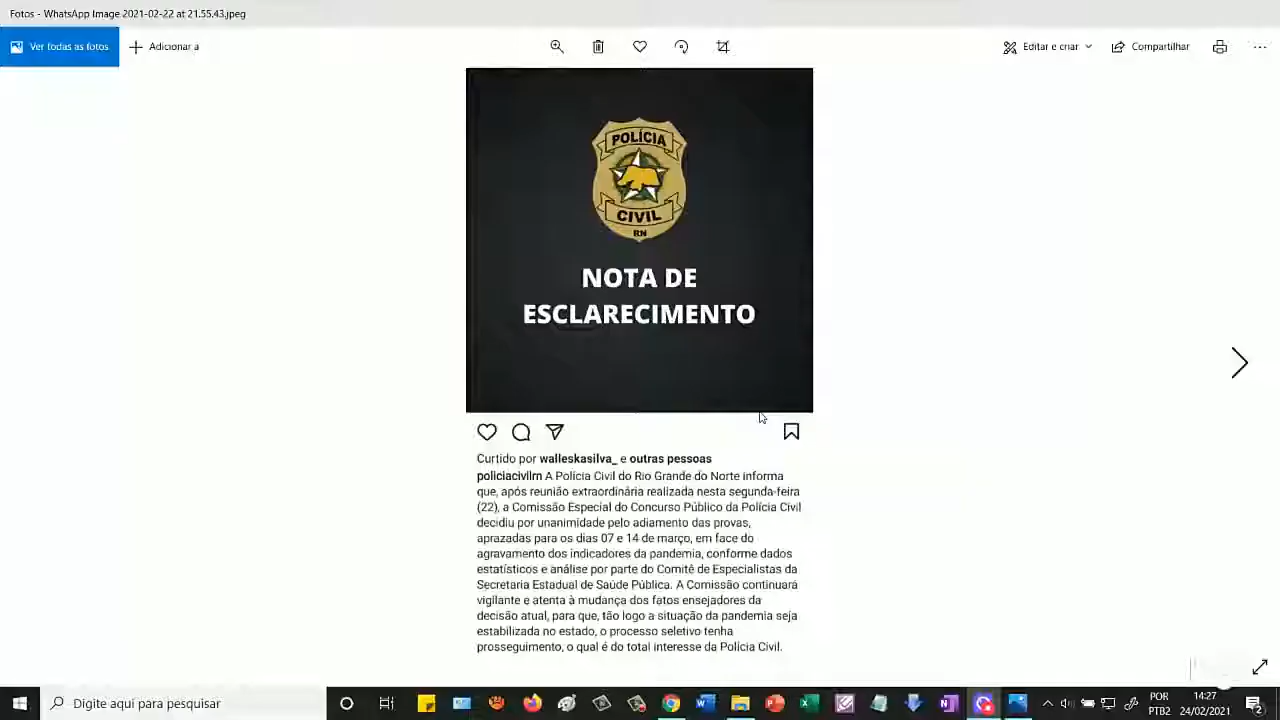 Fotos - WhatsApp Image 2021-02-22 at 21.55.43.jpeg
Ver todas as fotos
Adicionar a
Editar e criar
Compartilhar
POLÍCIA
CIVIL
RN
NOTA DE
ESCLARECIMENTO
Curtido por walleskasilva_ e outras pessoas
policiacivilrn A Polícia Civil do Rio Grande do Norte informa
que, após reunião extraordinária realizada nesta segunda-feira
(22), a Comissão Especial do Concurso Público da Polícia Civil
decidiu por unanimidade pelo adiamento das provas,
aprazadas para os dias 07 e 14 de março, em face do
agravamento dos indicadores da pandemia, conforme dados
estatísticos e análise por parte do Comitê de Especialistas da
Secretaria Estadual de Saúde Pública. A Comissão continuará
vigilante e atenta à mudança dos fatos ensejadores da
decisão atual, para que, tão logo a situação da pandemia seja
estabilizada no estado, o processo seletivo tenha
prosseguimento, o qual é do total interesse da Polícia Civil.
Digite aqui para pesquisar
POR
PTB2
14:27
24/02/2021
2